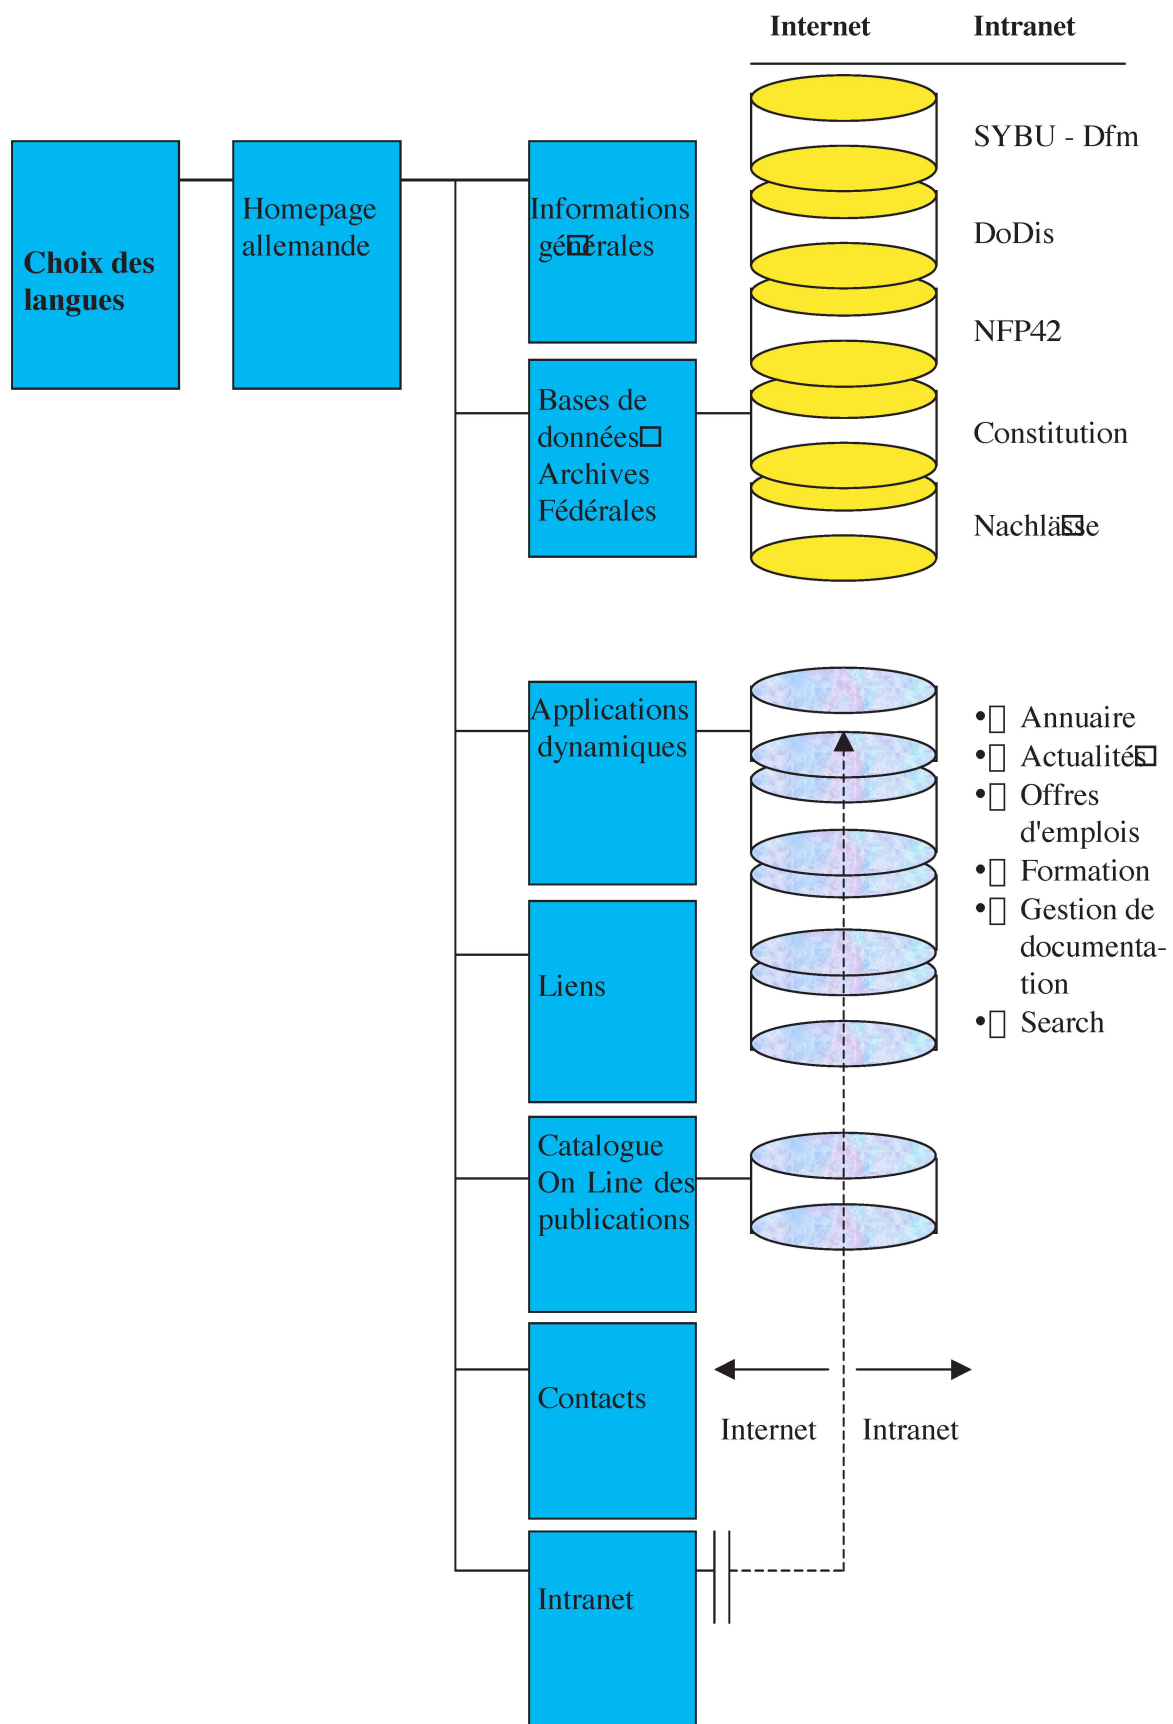 Internet Intranet
SYBU - Dfm
DoDis
NFP42
Constitution
Nachlässe
Choix des
langues
Homepage
allemande
Informations
générales
Bases de
données
Archives
Fédérales
Applications
dynamiques
• Annuaire
• Actualités
• Offres
d'emplois
• Formation
• Gestion de
documenta-
tion
• Search
Liens
Catalogue
On Line des
publications
Contacts
Internet Intranet
Intranet